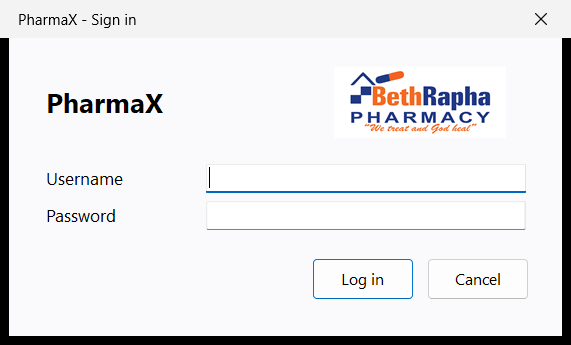 PharmaX - Sign in
PharmaX
BethRapha
PHARMACY
"We treat and God heal"
Username
Password
Log in
Cancel